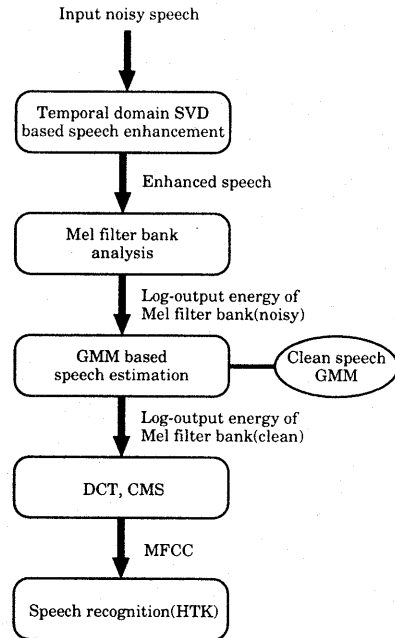 Input noisy speech
Temporal domain SVD
based speech enhancement
Enhanced speech
Mel filter bank
analysis
Log-output energy of
Mel filter bank(noisy)
GMM based
speech estimation
Clean speech
GMM
Log-output energy of
Mel filter bank(clean)
DCT, CMS
MFCC
Speech recognition(HTK)